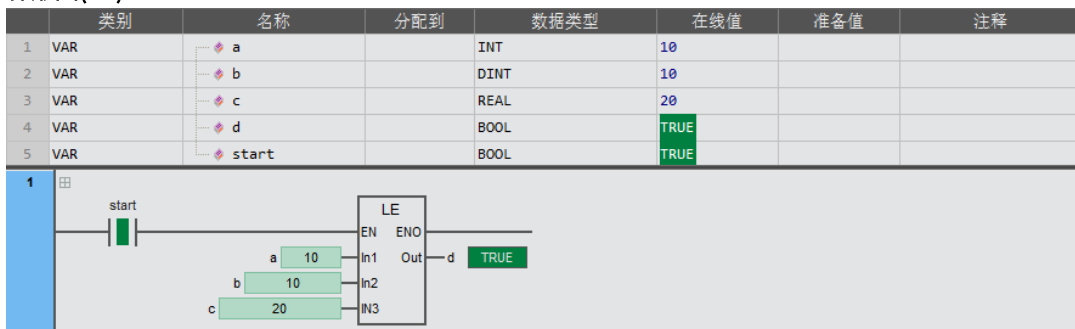 类别 名称 分配到 数据类型 在线值 准备值 注释
1 VAR a INT 10
2 VAR b DINT 10
3 VAR c REAL 20
4 VAR d BOOL TRUE
5 VAR start BOOL TRUE
1
start
LE
EN ENO
a 10 In1 Out d TRUE
b 10 In2
c 20 IN3